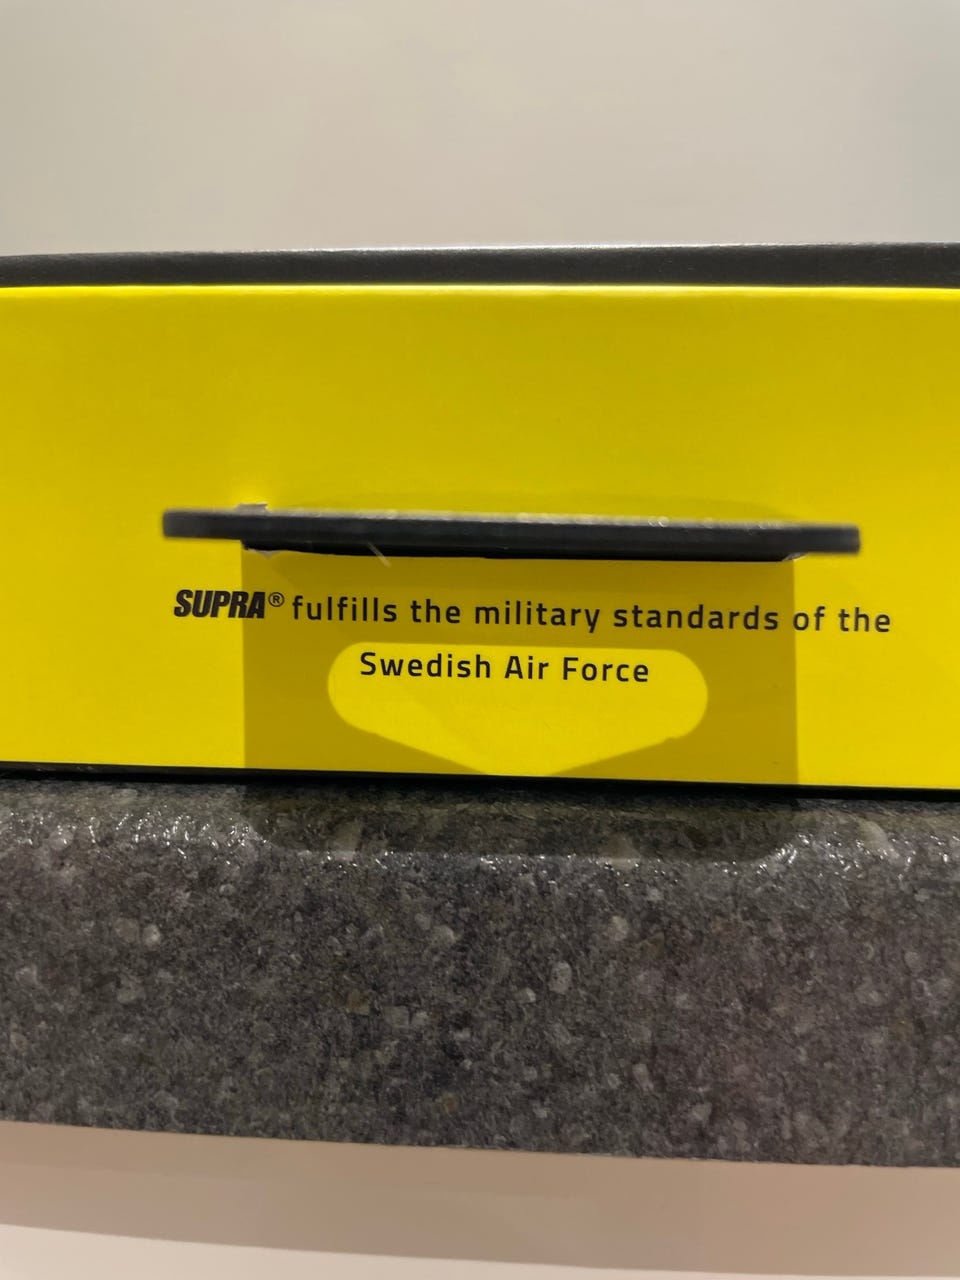 SUPRA® fulfills the military standards of the
Swedish Air Force